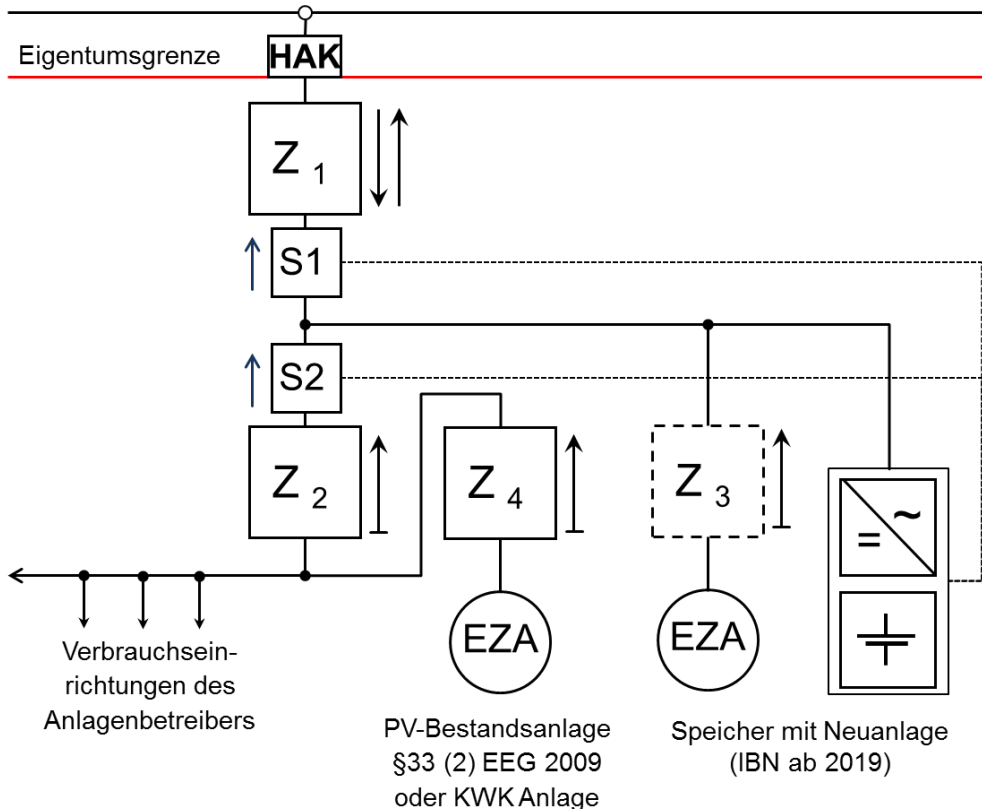 Eigentumsgrenze
HAK
Z 1
S1
S2
Z 2
Z 4
Z 3
= ~
EZA
EZA
Verbrauchsein-
richtungen des
Anlagenbetreibers
PV-Bestandsanlage
§33 (2) EEG 2009
oder KWK Anlage
Speicher mit Neuanlage
(IBN ab 2019)